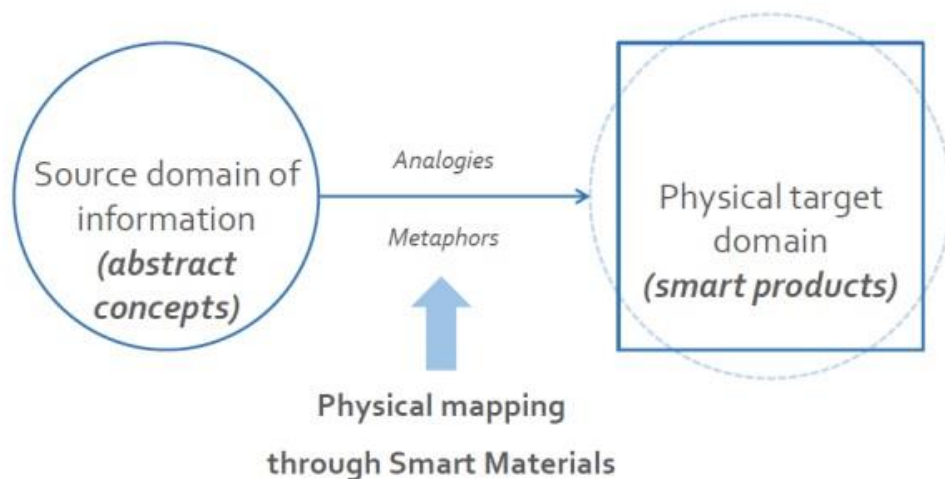 Source domain of
information
(abstract
concepts)
Analogies
Metaphors
Physical mapping
through Smart Materials
Physical target
domain
(smart products)